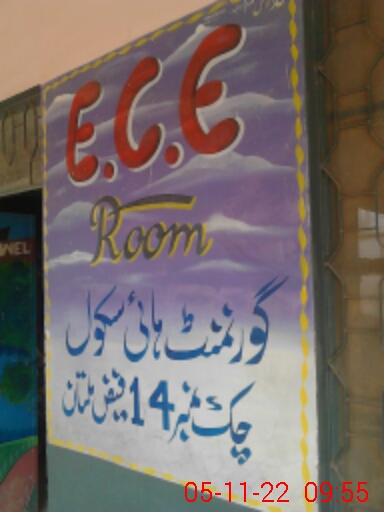 E.C.E
Room
گورنمنٹ ہائی سکول
چک نمبر 14 فیض ملتان
05-11-22 09:55